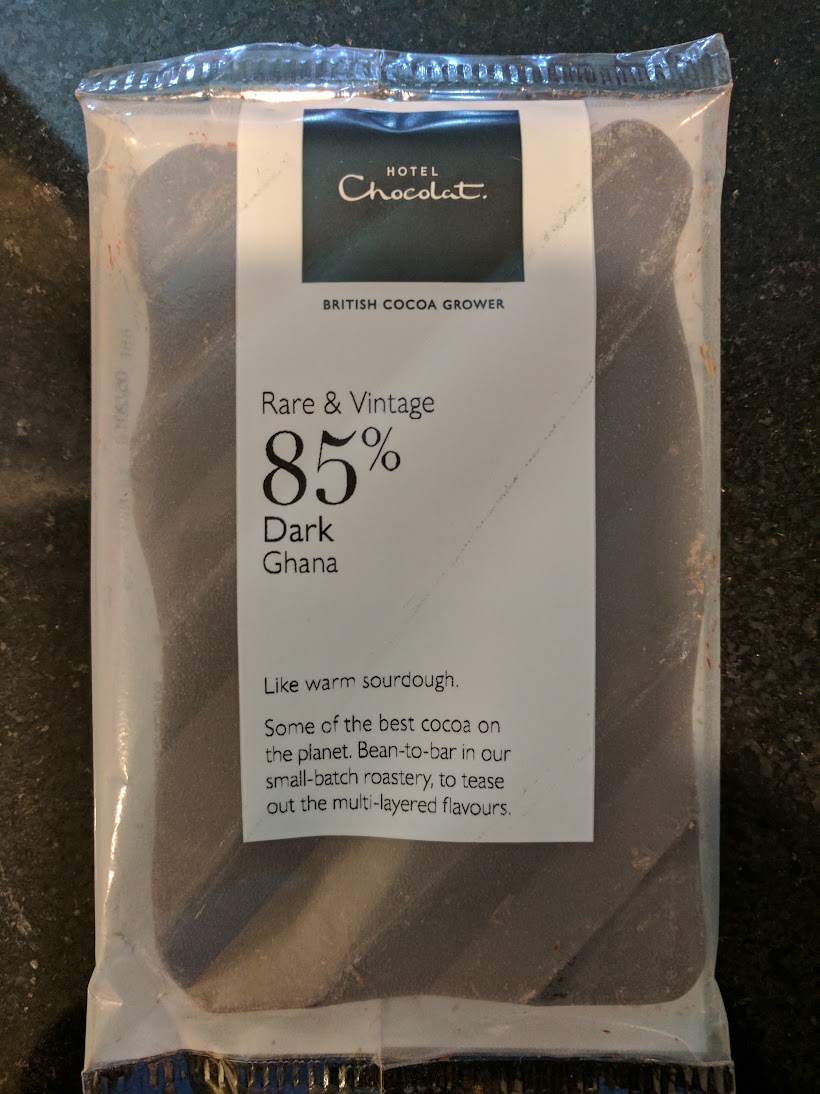 HOTEL
Chocolat.
BRITISH COCOA GROWER
Rare & Vintage
85%
Dark
Ghana
Like warm sourdough.
Some of the best cocoa on
the planet. Bean-to-bar in our
small-batch roastery, to tease
out the multi-layered flavours.